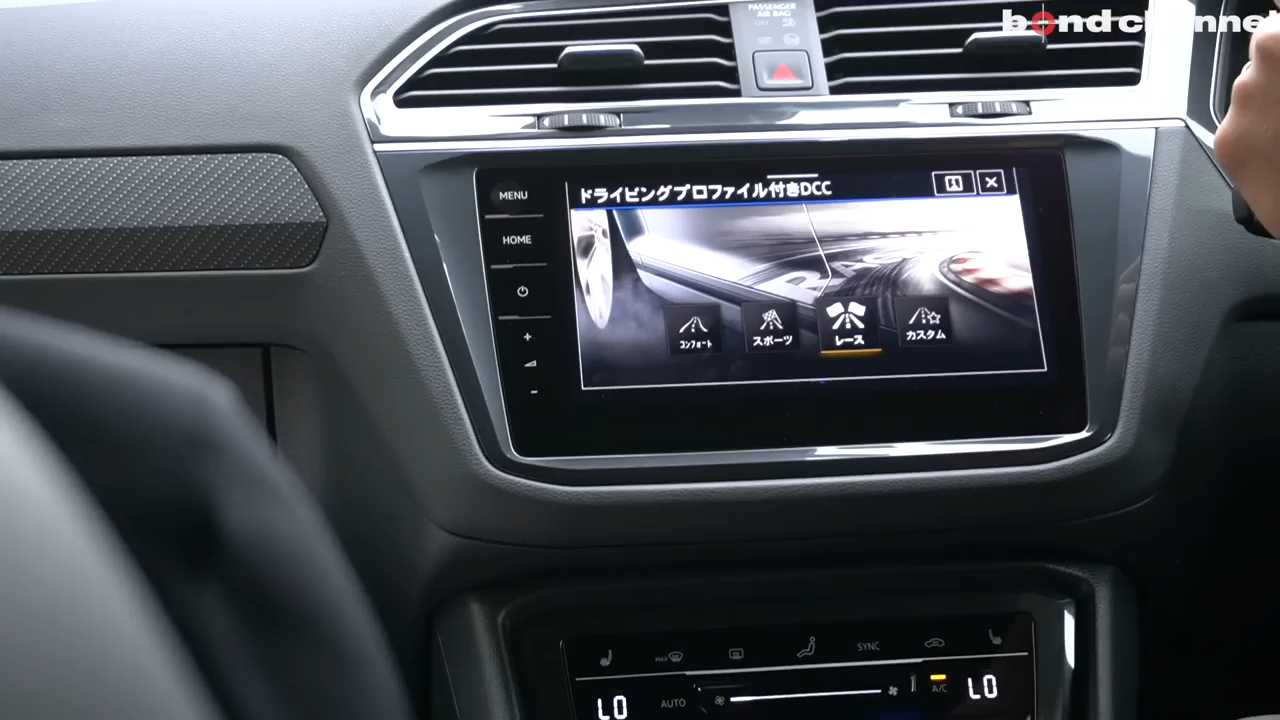 PASSENGER
AIR BAG
OFF
bond channel
MENU
ドライビングプロファイル付きDCC
HOME
RAC
コンフォート
スポーツ
レース
カスタム
MAX
SYNC
LO
AUTO
A/C
LO